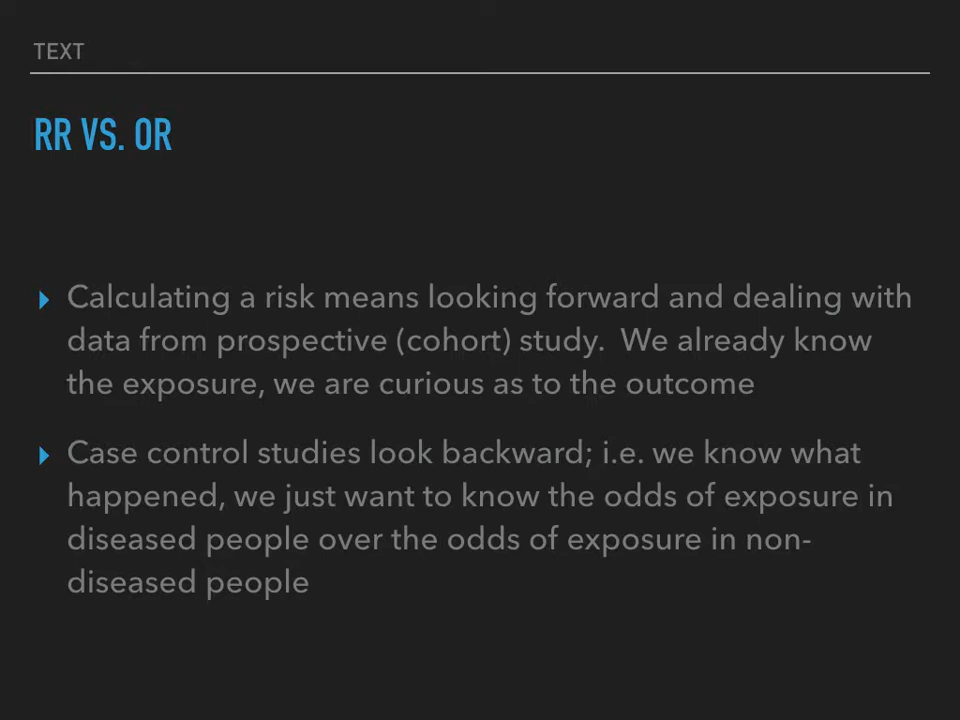 TEXT
RR VS. OR
▸ Calculating a risk means looking forward and dealing with
data from prospective (cohort) study.  We already know
the exposure, we are curious as to the outcome
▸ Case control studies look backward; i.e. we know what
happened, we just want to know the odds of exposure in
diseased people over the odds of exposure in non-
diseased people